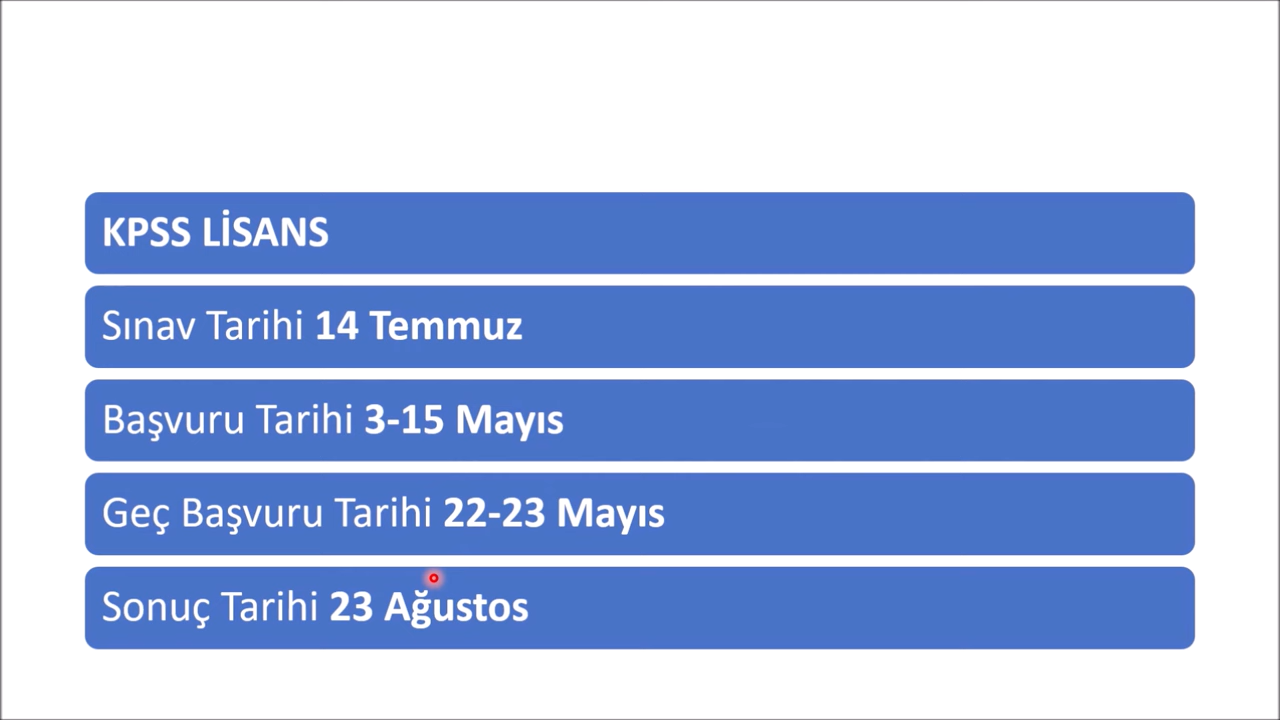 KPSS LİSANS
Sınav Tarihi 14 Temmuz
Başvuru Tarihi 3-15 Mayıs
Geç Başvuru Tarihi 22-23 Mayıs
Sonuç Tarihi 23 Ağustos